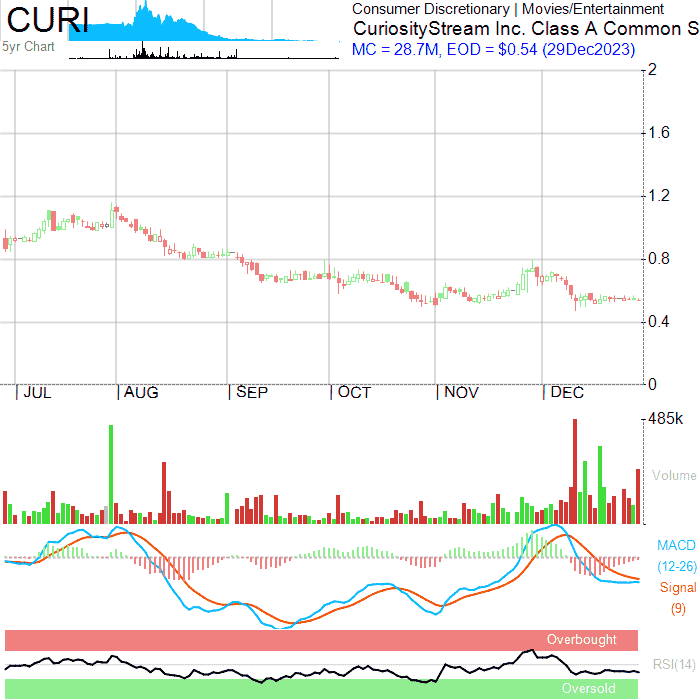 CURI
5yr Chart
Consumer Discretionary | Movies/Entertainment
CuriosityStream Inc. Class A Common S
MC = 28.7M, EOD = $0.54 (29Dec2023)
2
1.6
1.2
0.8
0.4
0
JUL AUG SEP OCT NOV DEC
485k
Volume
MACD
(12-26)
Signal
(9)
Overbought
RSI(14)
Oversold